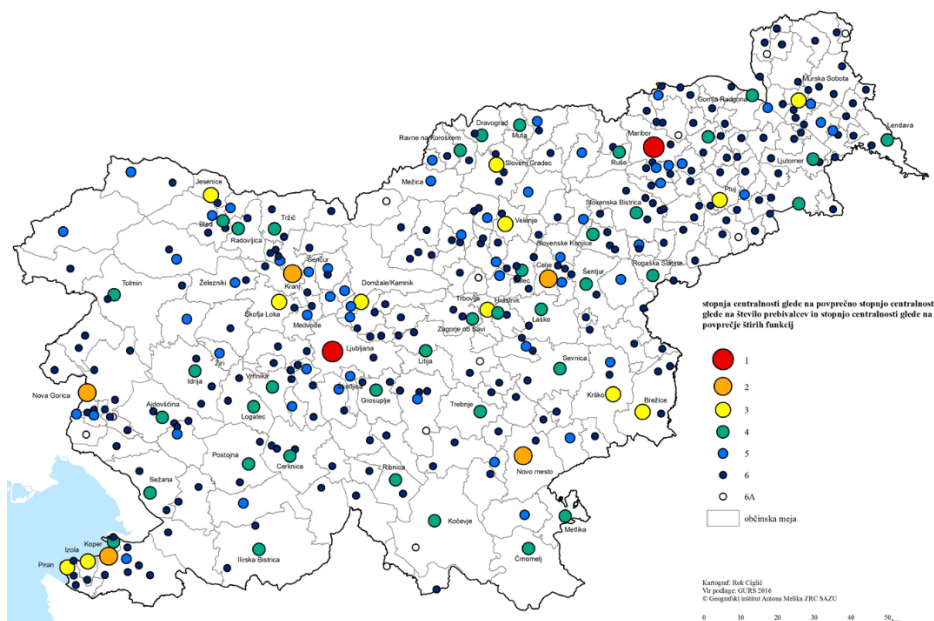 Murska Sobota
Gornja Radgona
Dravograd
Muta
Lendava
Maribor
Ravne na Koroškem
Ruše
Ljutomer
Slovenj Gradec
Mežica
Jesenice
Ptuj
Slovenska Bistrica
Tržič
Bled
Velenje
Radovljica
Slovenske Konjice
Šenčur
Celje
Rogaška Slatina
Šentjur
Kranj
Železniki
Domžale/Kamnik
Tolmin
Trbovlje
Hrastnik
Škofja Loka
Medvode
Zagorje ob Savi
Laško
stopnja centralnosti glede na povprečno stopnjo centralnost
glede na število prebivalcev in stopnjo centralnosti glede na
povprečje štirih funkcij
Ljubljana
Litija
Žiri
Sevnica
1
Idrija
Vrhnika
Škofljica
2
Nova Gorica
Grosuplje
Krško
Brežice
3
Ajdovščina
Logatec
Trebnje
4
5
Postojna
Cerknica
Ribnica
Novo mesto
6
Sežana
6A
občinska meja
Kočevje
Metlika
Koper
Izola
Piran
Ilirska Bistrica
Črnomelj
Kartograf: Rok Ciglič
Vir podlage: GURS 2016
© Geografski inštitut Antona Melika ZRC SAZU
0 10 20 30 40 50